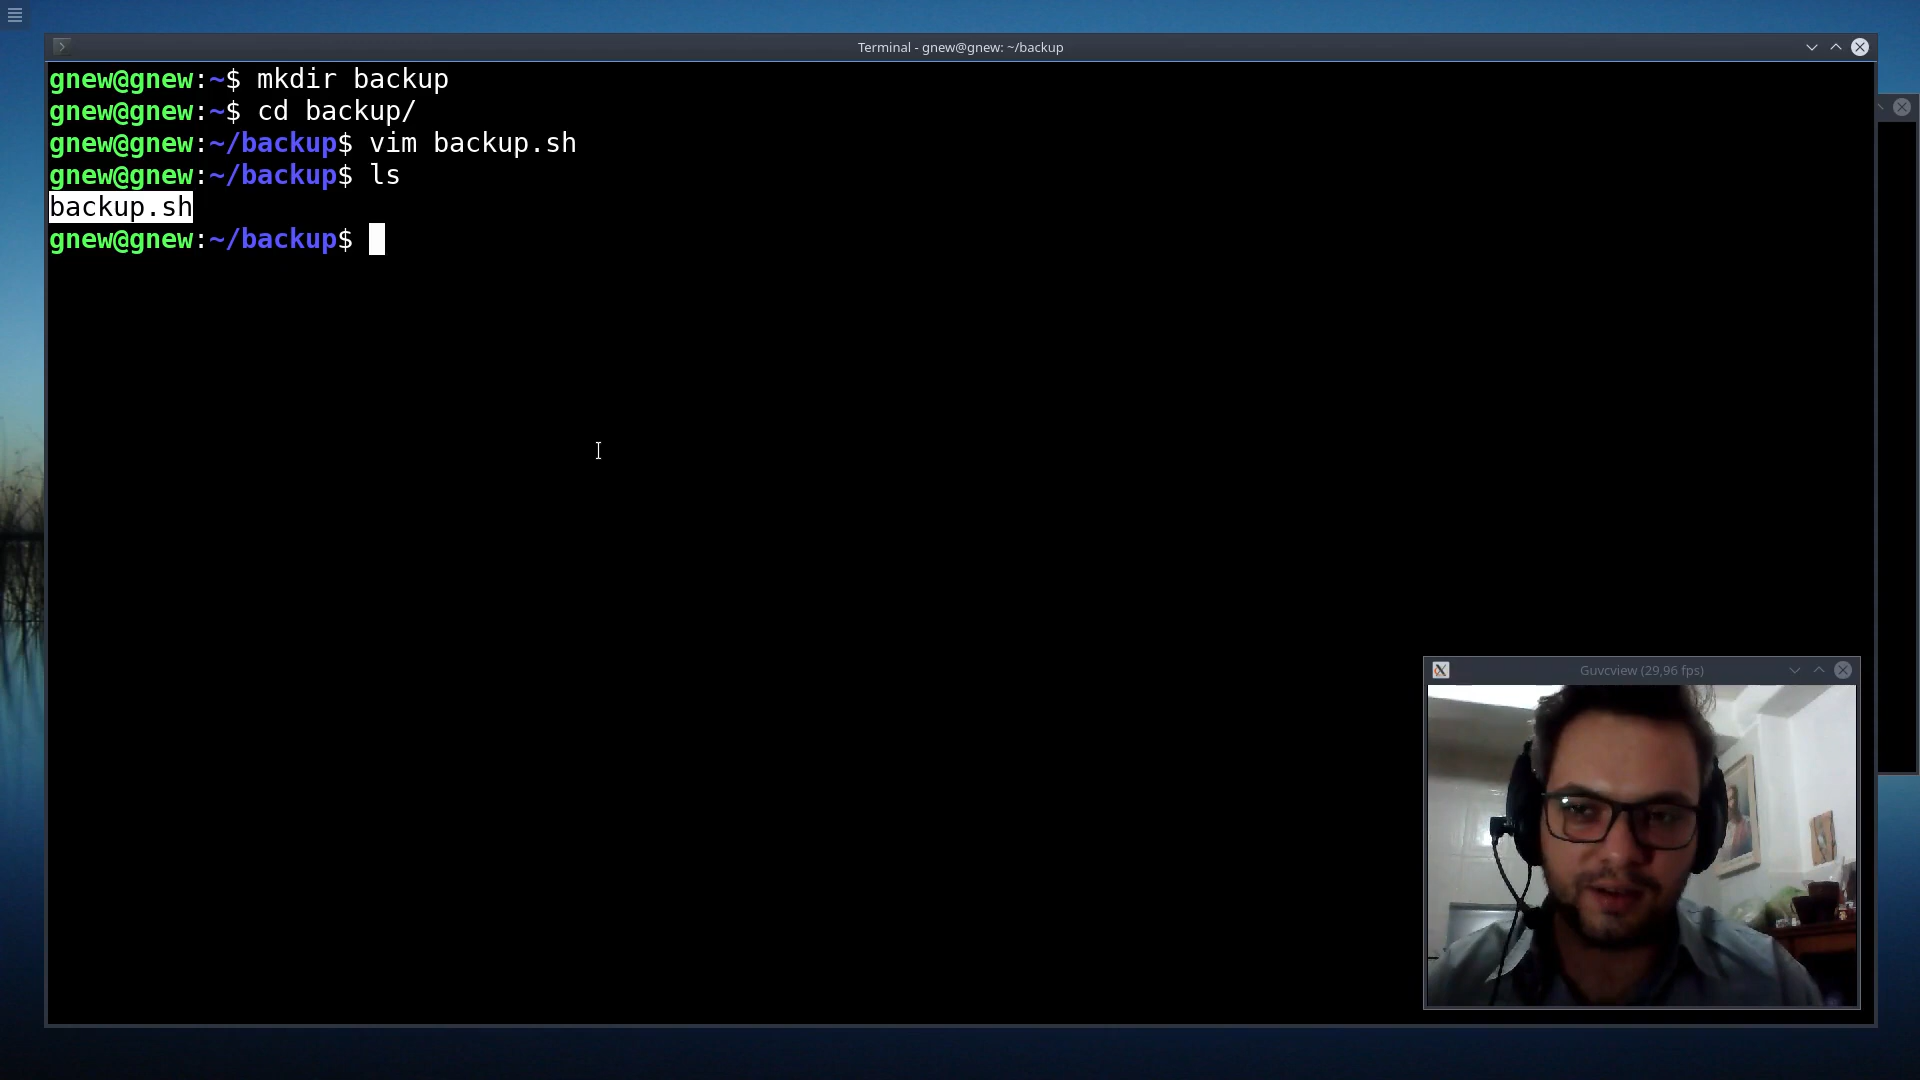 Terminal - gnew@gnew: ~/backup
gnew@gnew:~$ mkdir backup
gnew@gnew:~$ cd backup/
gnew@gnew:~/backup$ vim backup.sh
gnew@gnew:~/backup$ ls
backup.sh
gnew@gnew:~/backup$
Guvcview (29,96 fps)